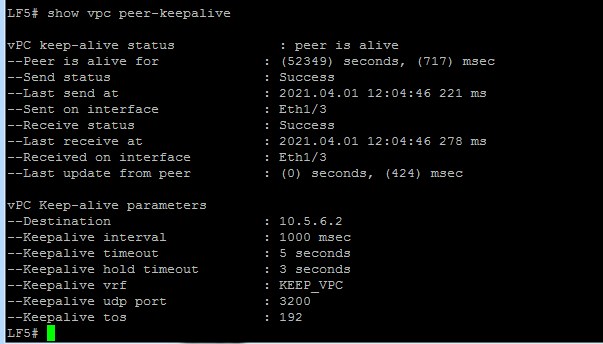 LF5# show vpc peer-keepalive
vPC keep-alive status : peer is alive
--Peer is alive for : (52349) seconds, (717) msec
--Send status : Success
--Last send at : 2021.04.01 12:04:46 221 ms
--Sent on interface : Eth1/3
--Receive status : Success
--Last receive at : 2021.04.01 12:04:46 278 ms
--Received on interface : Eth1/3
--Last update from peer : (0) seconds, (424) msec
vPC Keep-alive parameters
--Destination : 10.5.6.2
--Keepalive interval : 1000 msec
--Keepalive timeout : 5 seconds
--Keepalive hold timeout : 3 seconds
--Keepalive vrf : KEEP_VPC
--Keepalive udp port : 3200
--Keepalive tos : 192
LF5#